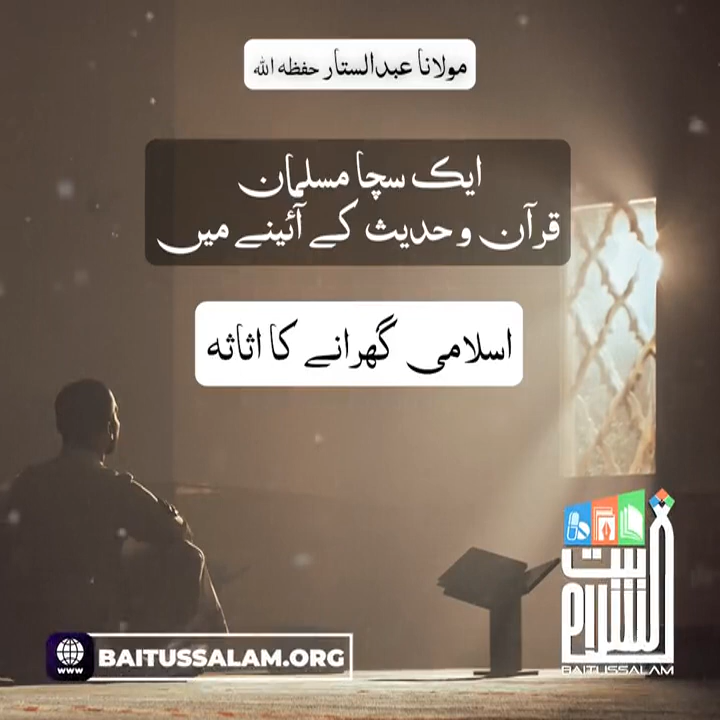 مولانا عبدالستار حفظہ اللہ
ایک سچا مسلمان
قرآن و حدیث کے آئینے میں
اسلامی گھرانے کا اثاثہ
بیت السلام
BAITUSSALAM
www
BAITUSSALAM.ORG